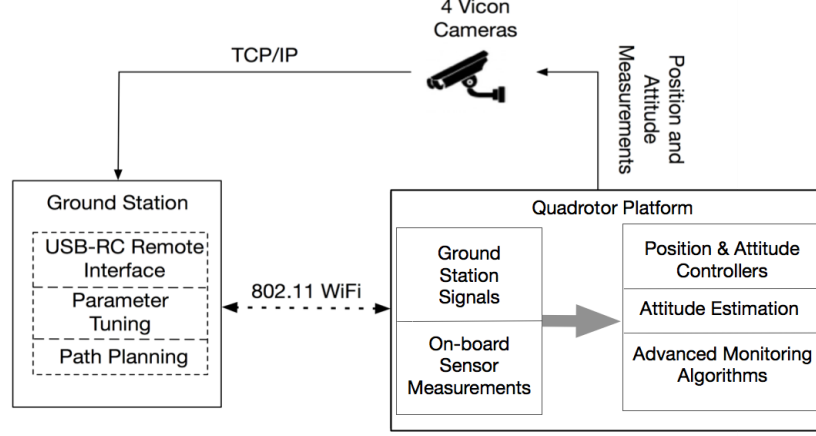 4 Vicon
Cameras
TCP/IP
Position and
Attitude
Measurements
Ground Station
USB-RC Remote
Interface
Parameter
Tuning
Path Planning
802.11 WiFi
Quadrotor Platform
Ground
Station
Signals
On-board
Sensor
Measurements
Position & Attitude
Controllers
Attitude Estimation
Advanced Monitoring
Algorithms